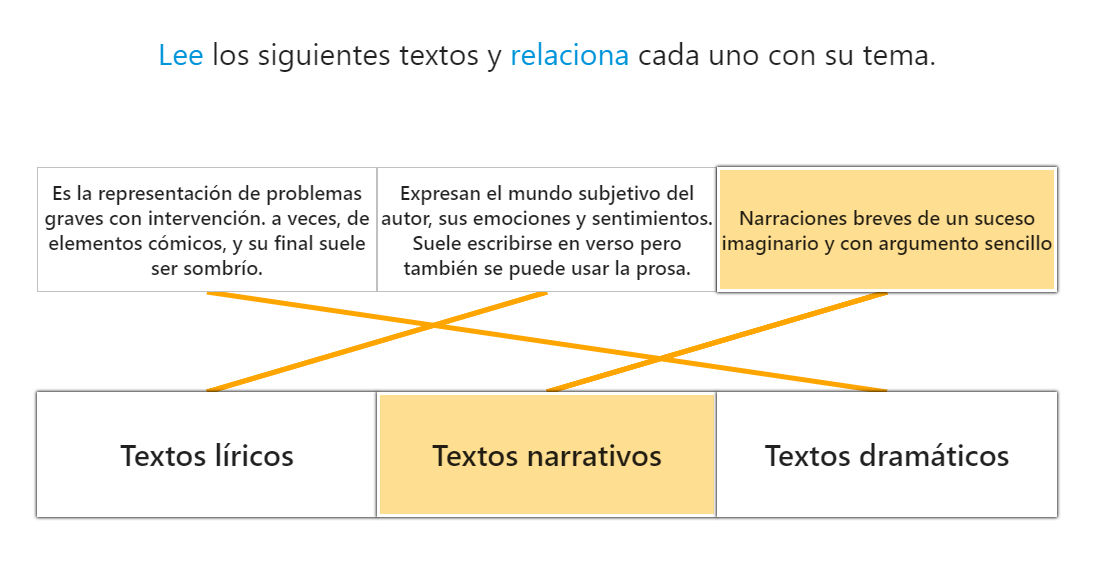 Lee los siguientes textos y relaciona cada uno con su tema.
Es la representación de problemas
graves con intervención. a veces, de
elementos cómicos, y su final suele
ser sombrío.
Expresan el mundo subjetivo del
autor, sus emociones y sentimientos.
Suele escribirse en verso pero
también se puede usar la prosa.
Narraciones breves de un suceso
imaginario y con argumento sencillo
Textos líricos
Textos narrativos
Textos dramáticos